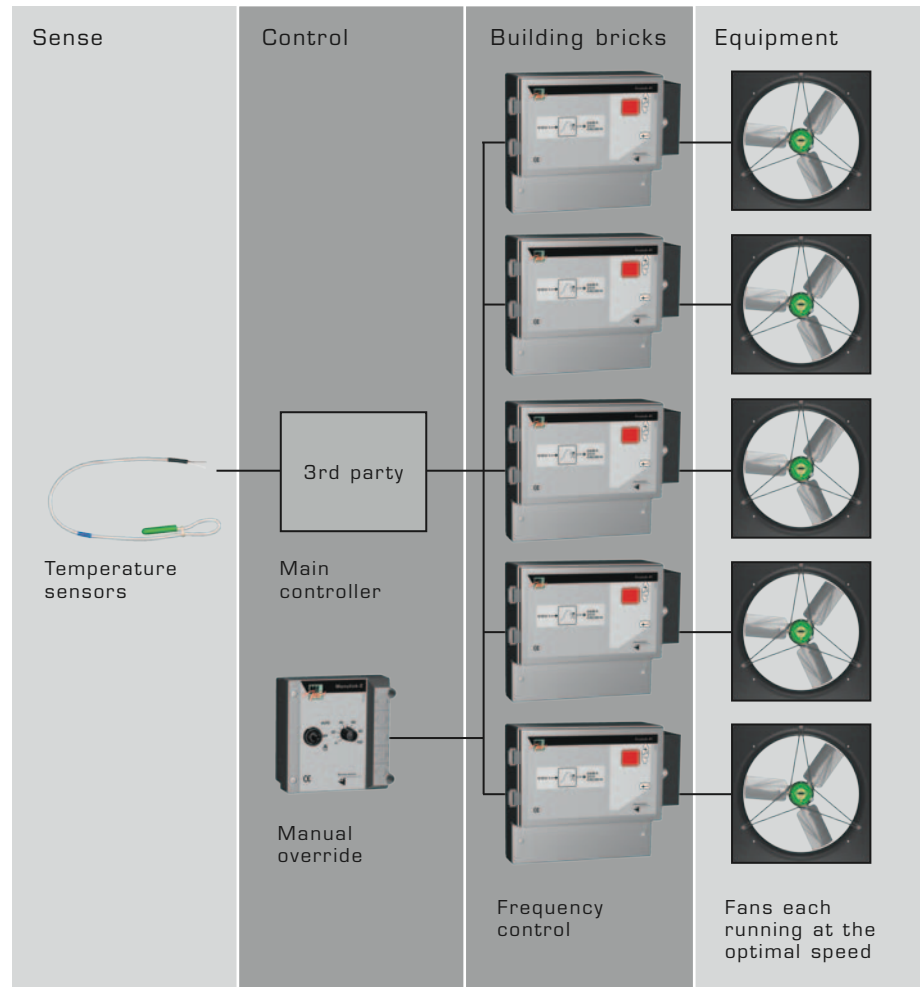 Sense
Control
Building bricks
Equipment
3rd party
Temperature
sensors
Main
controller
Manual
override
Frequency
control
Fans each
running at the
optimal speed